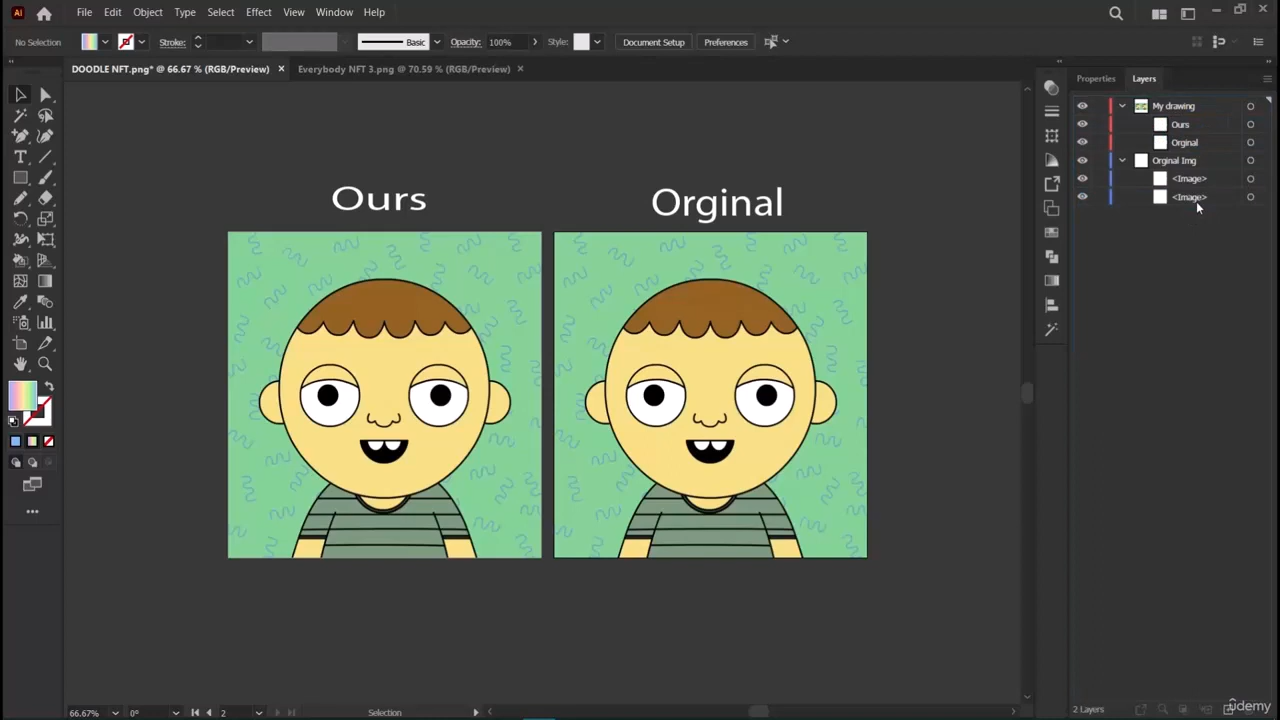 Ai File Edit Object Type Select Effect View Window Help
No Selection Stroke: Basic Opacity: 100% Style: Document Setup Preferences
DOODLE NFT.png* @ 66.67 % (RGB/Preview) × Everybody NFT 3.png @ 70.59 % (RGB/Preview) ×
Properties Layers
My drawing
Ours
Orginal
Orginal Img
<Image>
<Image>
Ours Orginal
66.67% 0° 2 Selection 2 Layers
ûdemy